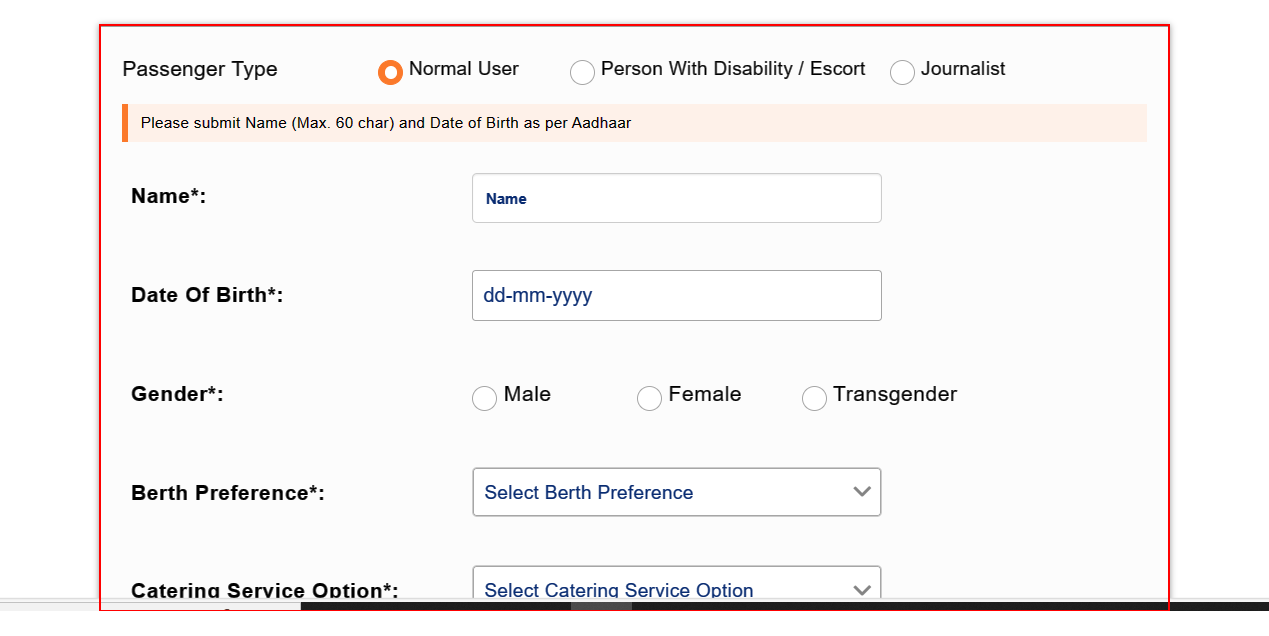 Passenger Type Normal User Person With Disability / Escort Journalist
Please submit Name (Max. 60 char) and Date of Birth as per Aadhaar
Name*: Name
Date Of Birth*: dd-mm-yyyy
Gender*: Male Female Transgender
Berth Preference*: Select Berth Preference
Catering Service Option*: Select Catering Service Option